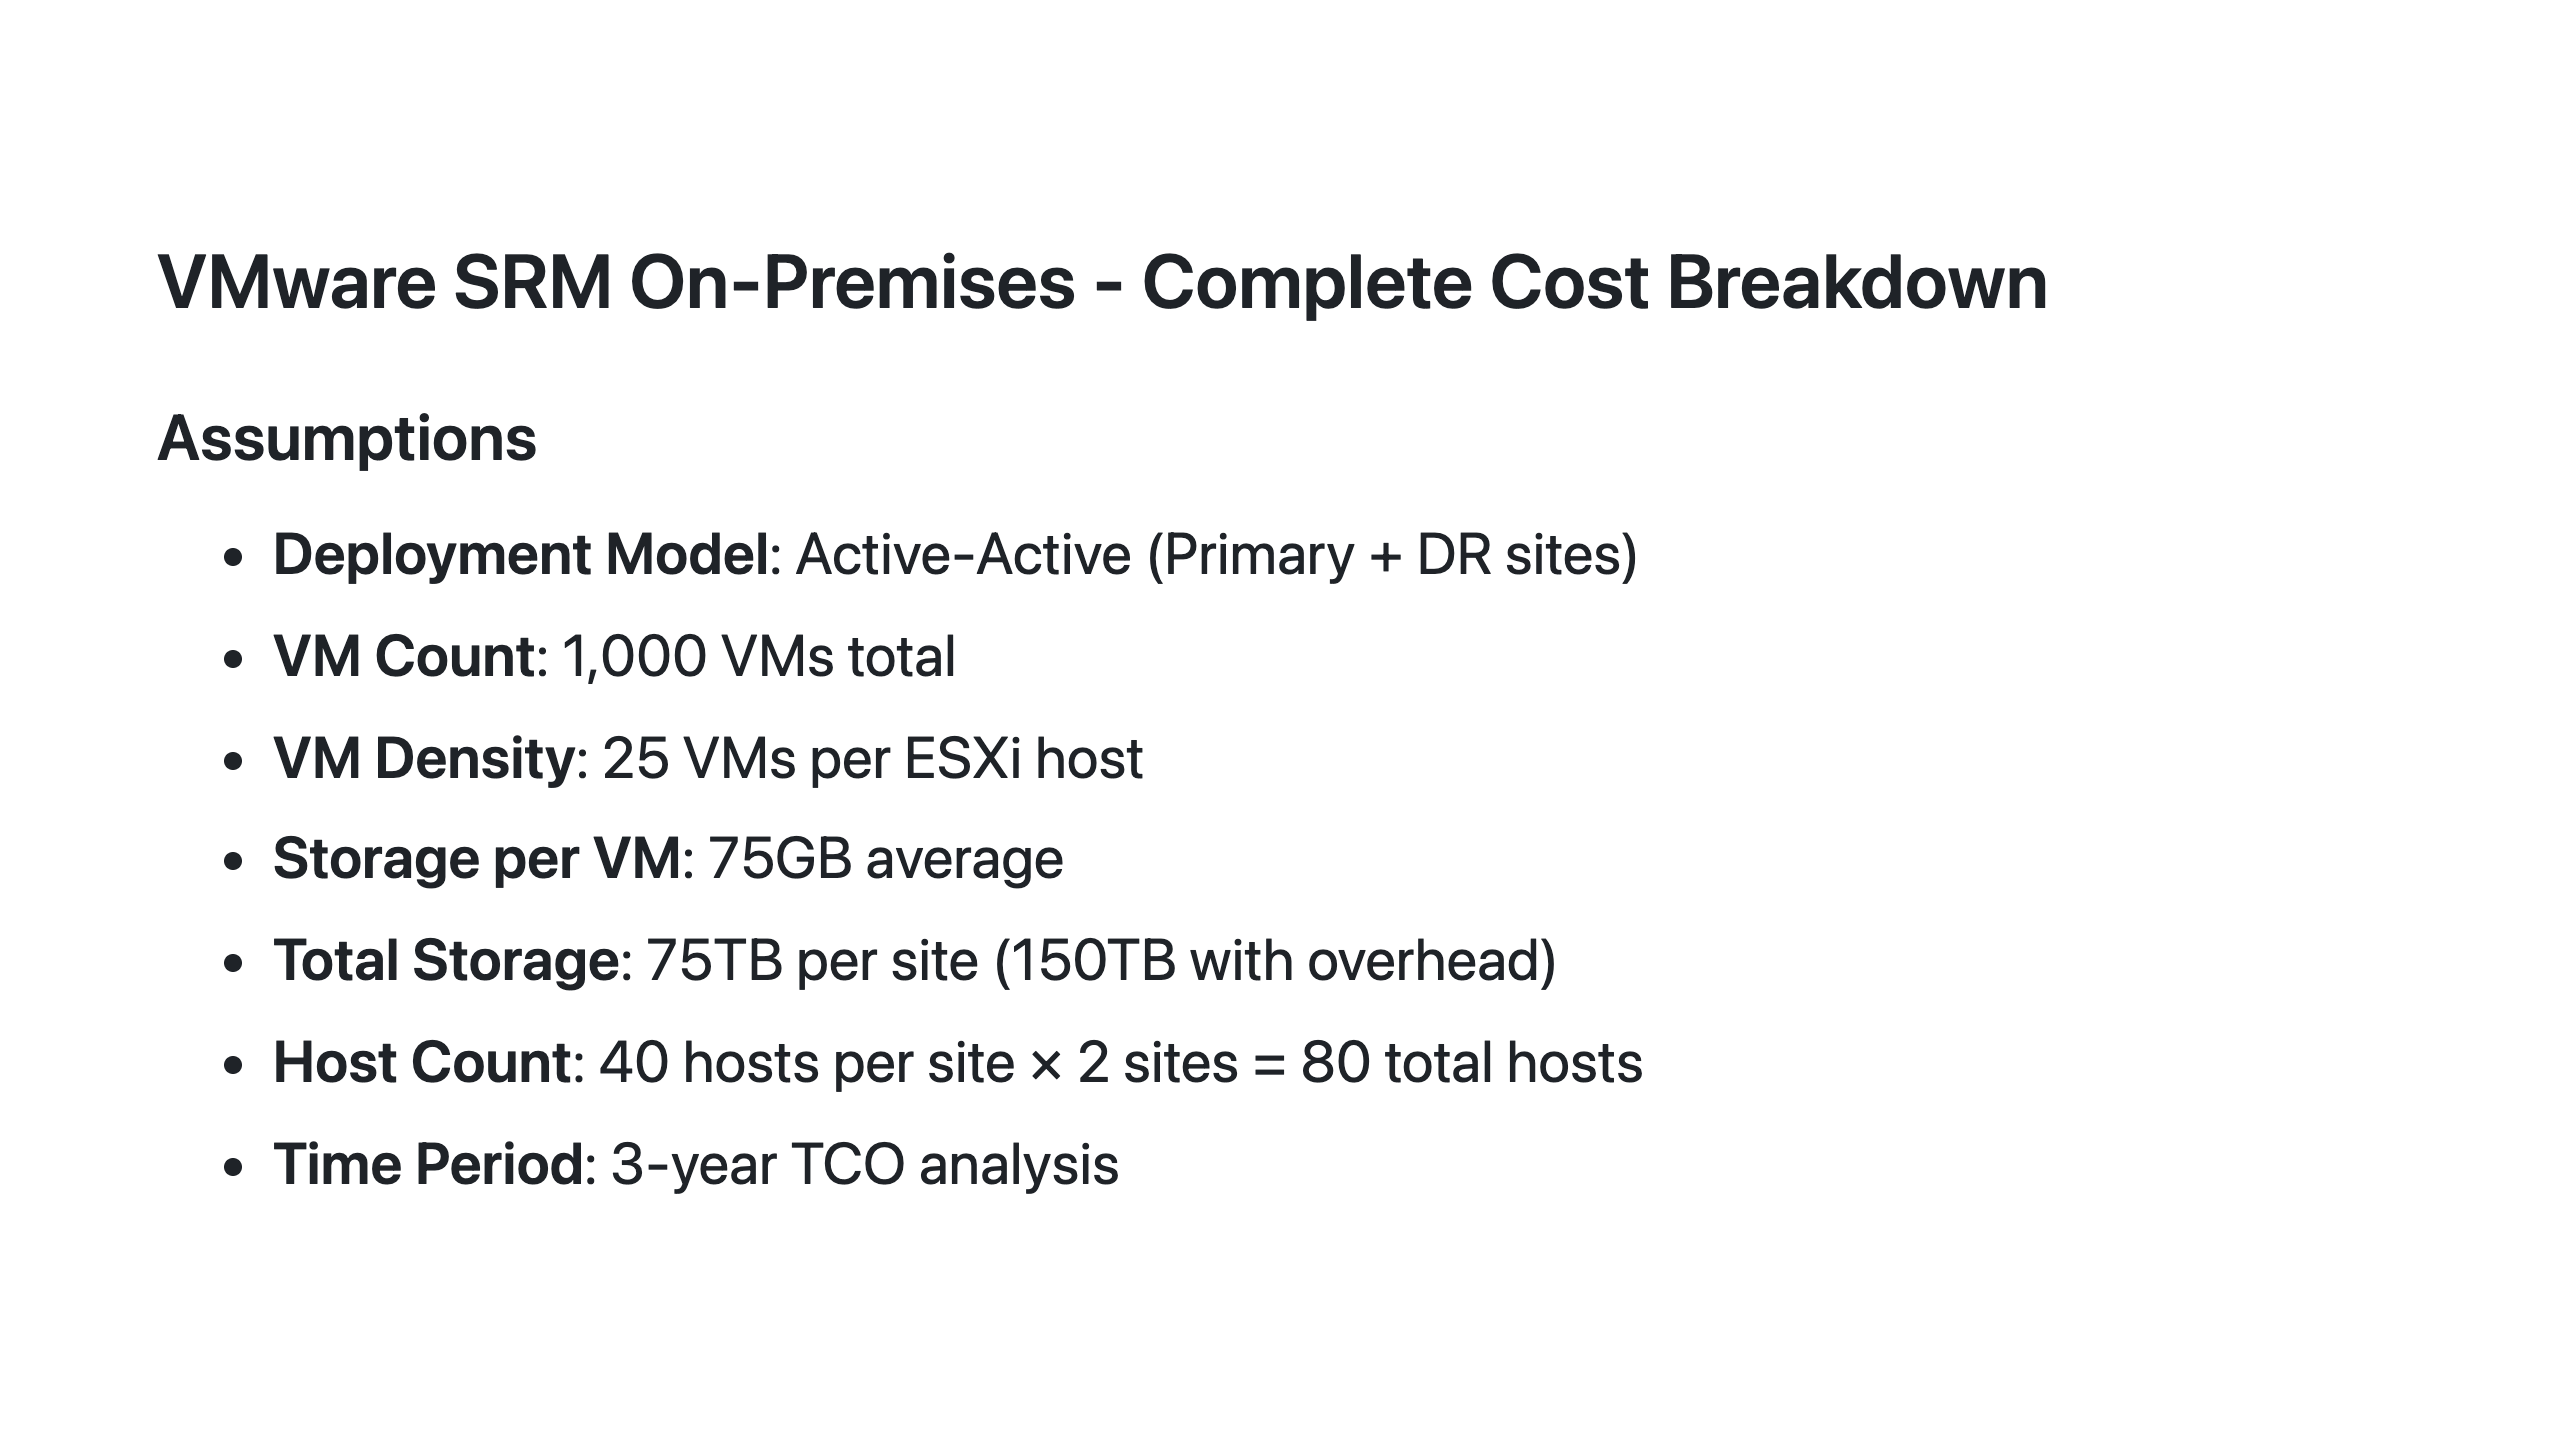 VMware SRM On-Premises - Complete Cost Breakdown
Assumptions
• Deployment Model: Active-Active (Primary + DR sites)
• VM Count: 1,000 VMs total
• VM Density: 25 VMs per ESXi host
• Storage per VM: 75GB average
• Total Storage: 75TB per site (150TB with overhead)
• Host Count: 40 hosts per site × 2 sites = 80 total hosts
• Time Period: 3-year TCO analysis